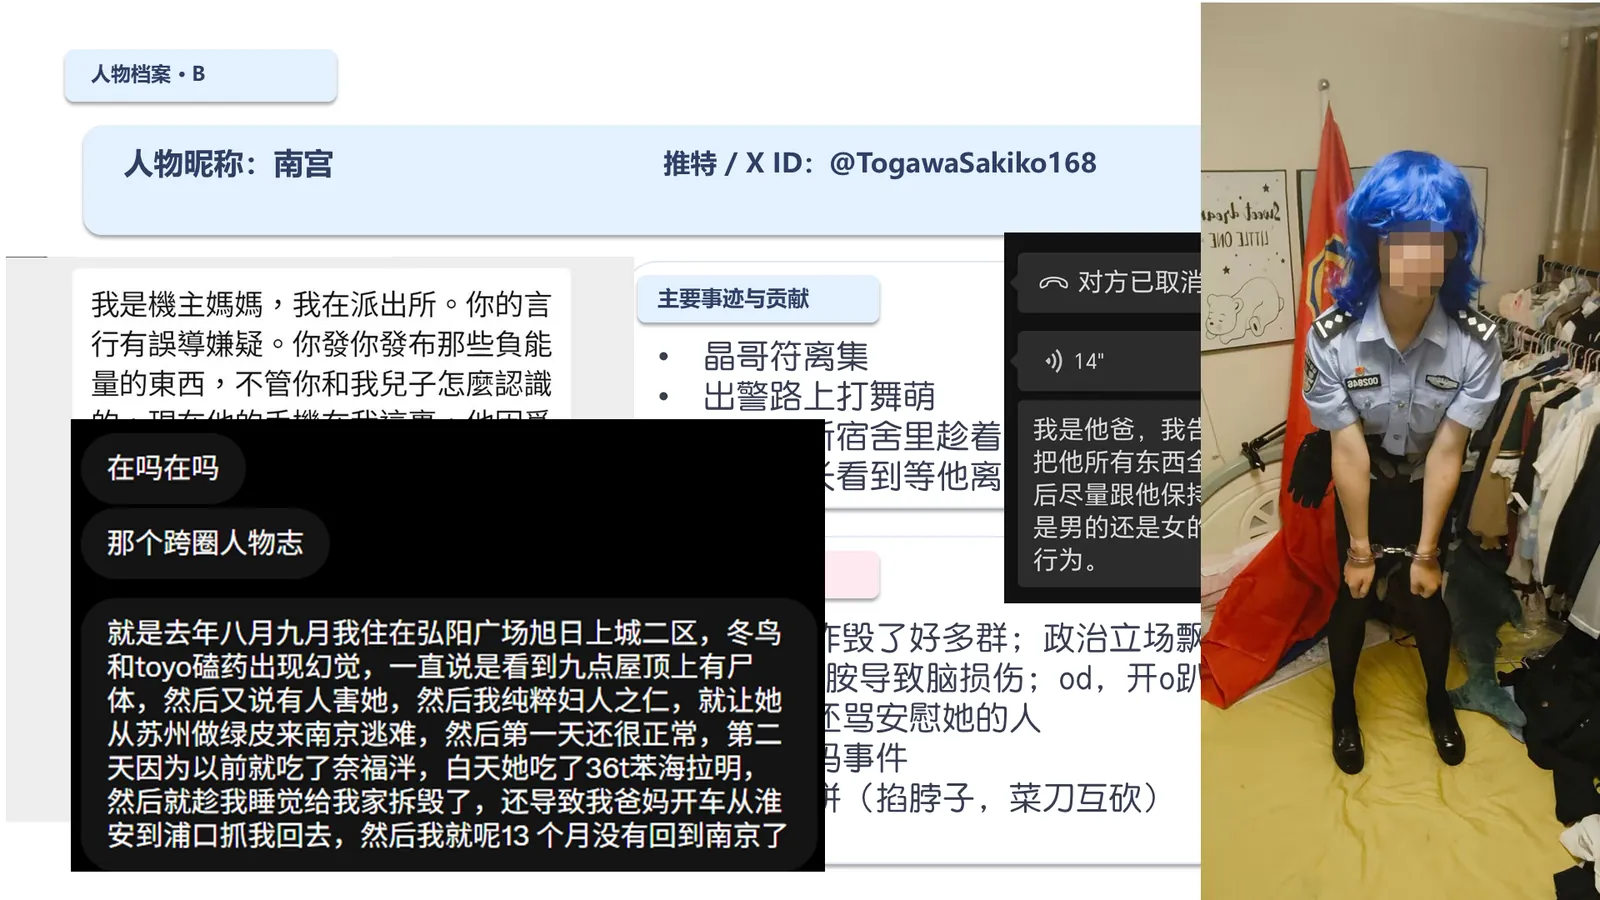 人物档案·B
人物昵称：南宫
推特 / X ID：@TogawaSakiko168
我是機主媽媽，我在派出所。你的言
行有誤導嫌疑。你發你發布那些負能
量的東西，不管你和我兒子怎麼認識
主要事迹与贡献
• 晶哥符离集
• 出警路上打舞萌
宿舍里趁着
看到等他离
对方已取消
14"
我是他爸，我告
把他所有东西全
后尽量跟他保持
是男的还是女的
行为。
在吗在吗
那个跨圈人物志
就是去年八月九月我住在弘阳广场旭日上城二区，冬鸟
和toyo磕药出现幻觉，一直说是看到九点屋顶上有尸
体，然后又说有人害她，然后我纯粹妇人之仁，就让她
从苏州做绿皮来南京逃难，然后第一天还很正常，第二
天因为以前就吃了奈福泮，白天她吃了36t苯海拉明，
然后就趁我睡觉给我家拆毁了，还导致我爸妈开车从淮
安到浦口抓我回去，然后我就呢13 个月没有回到南京了
毁了好多群；政治立场飘
胺导致脑损伤；od，开o趴
还骂安慰她的人
事件
（掐脖子，菜刀互砍）
Sweet dream
LITTLE ONE
002846